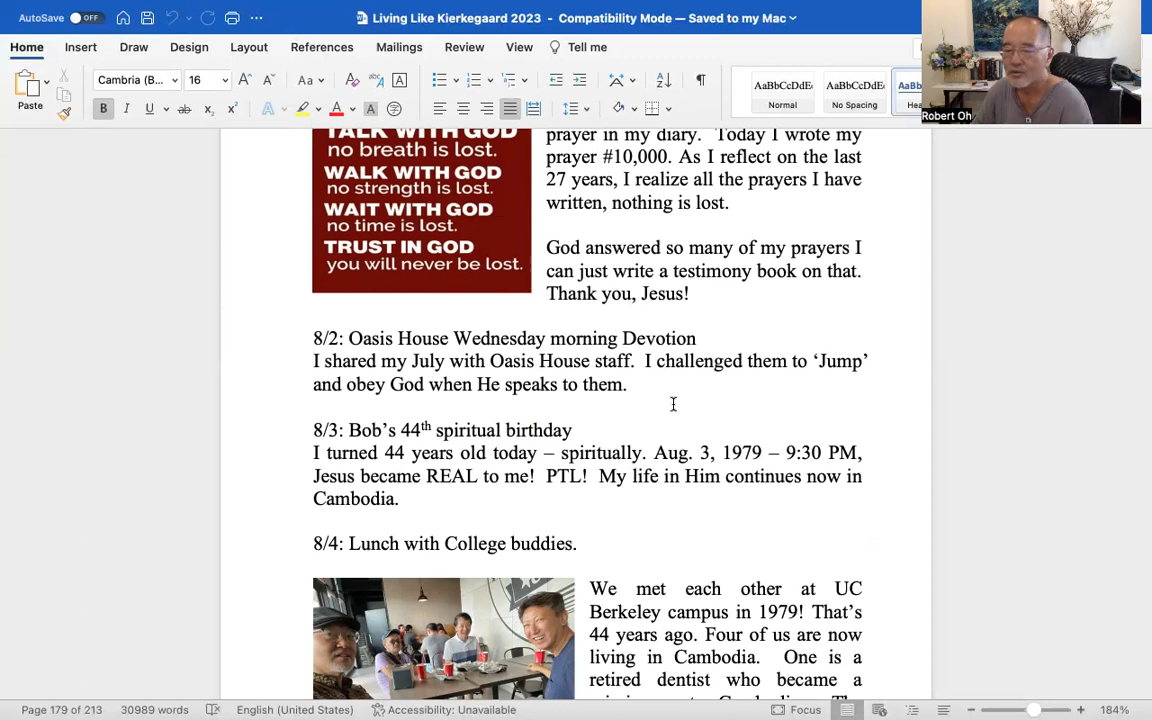 AutoSave OFF
Living Like Kierkegaard 2023 - Compatibility Mode — Saved to my Mac
Home Insert Draw Design Layout References Mailings Review View Tell me
Paste
Cambria (B... 16 Aa
AaBbCcDdEe AaBbCcDdEe AaBb
Normal No Spacing Hea
Robert Oh
TALK WITH GOD
no breath is lost.
WALK WITH GOD
no strength is lost.
WAIT WITH GOD
no time is lost.
TRUST IN GOD
you will never be lost.
prayer in my diary. Today I wrote my
prayer #10,000. As I reflect on the last
27 years, I realize all the prayers I have
written, nothing is lost.
God answered so many of my prayers I
can just write a testimony book on that.
Thank you, Jesus!
8/2: Oasis House Wednesday morning Devotion
I shared my July with Oasis House staff. I challenged them to ‘Jump’
and obey God when He speaks to them.
8/3: Bob’s 44th spiritual birthday
I turned 44 years old today – spiritually. Aug. 3, 1979 – 9:30 PM,
Jesus became REAL to me! PTL! My life in Him continues now in
Cambodia.
8/4: Lunch with College buddies.
We met each other at UC
Berkeley campus in 1979! That’s
44 years ago. Four of us are now
living in Cambodia. One is a
retired dentist who became a
Page 179 of 213 30989 words English (United States) Accessibility: Unavailable Focus 184%